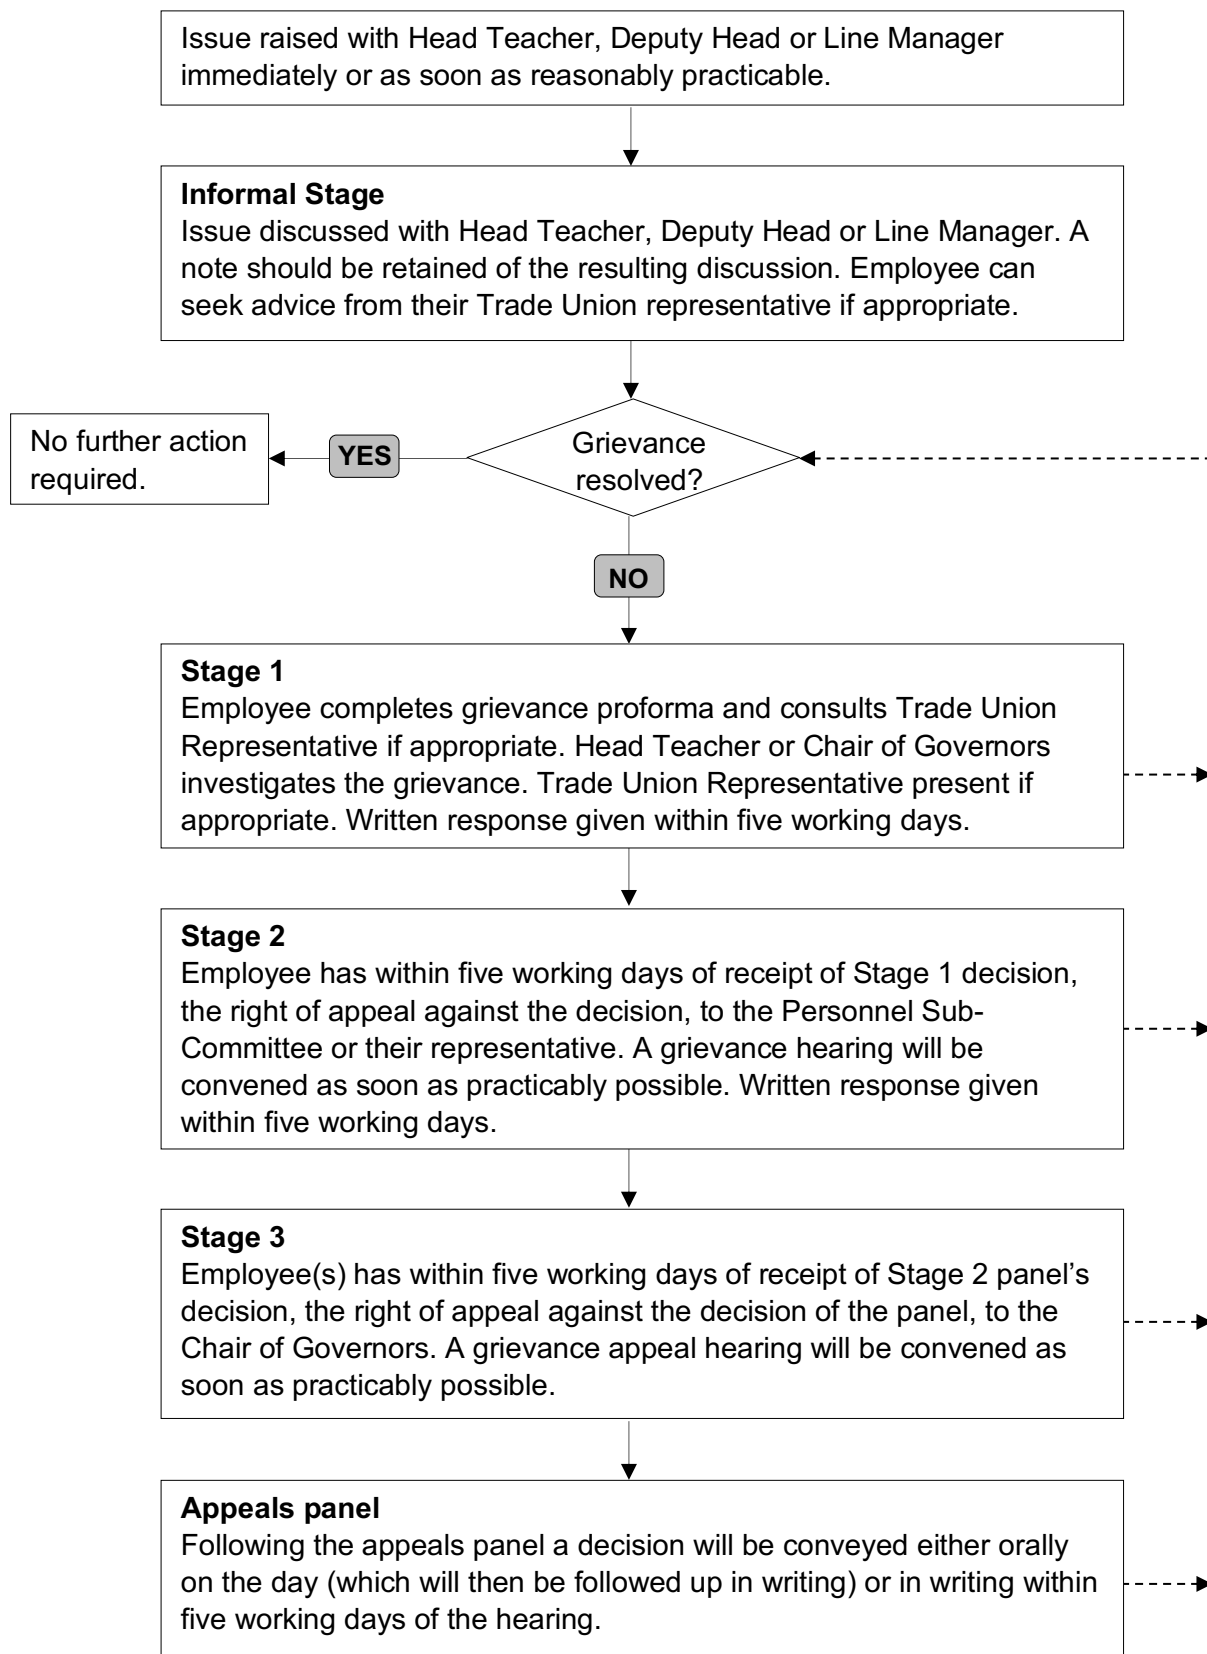 Issue raised with Head Teacher, Deputy Head or Line Manager
immediately or as soon as reasonably practicable.
Informal Stage
Issue discussed with Head Teacher, Deputy Head or Line Manager. A
note should be retained of the resulting discussion. Employee can
seek advice from their Trade Union representative if appropriate.
No further action
required.
YES
Grievance
resolved?
NO
Stage 1
Employee completes grievance proforma and consults Trade Union
Representative if appropriate. Head Teacher or Chair of Governors
investigates the grievance. Trade Union Representative present if
appropriate. Written response given within five working days.
Stage 2
Employee has within five working days of receipt of Stage 1 decision,
the right of appeal against the decision, to the Personnel Sub-
Committee or their representative. A grievance hearing will be
convened as soon as practicably possible. Written response given
within five working days.
Stage 3
Employee(s) has within five working days of receipt of Stage 2 panel’s
decision, the right of appeal against the decision of the panel, to the
Chair of Governors. A grievance appeal hearing will be convened as
soon as practicably possible.
Appeals panel
Following the appeals panel a decision will be conveyed either orally
on the day (which will then be followed up in writing) or in writing within
five working days of the hearing.